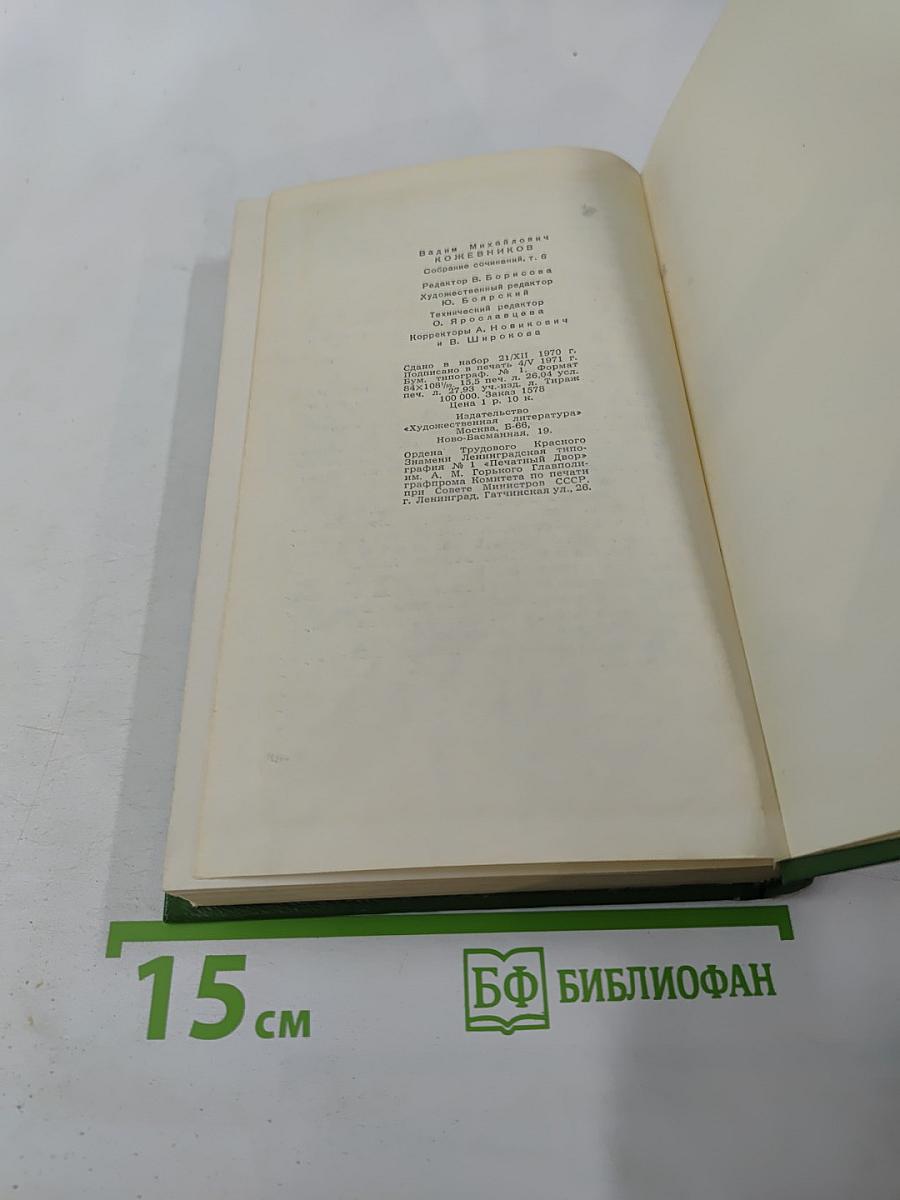 Вадим Михайлович
КОЖЕВНИКОВ
Собрание сочинений, т. 6
Редактор В. Борисова
Художественный редактор
Ю. Боярский
Технический редактор
О. Ярославцева
Корректоры А. Новикович
и В. Широкова
Сдано в набор 21/XII 1970 г.
Подписано в печать 4/V 1971 г.
Бум. типограф. № 1. Формат
84×108¹/₃₂. 15,5 печ. л. 26,04 усл.
печ. л. 27,93 уч.-изд. л. Тираж
100 000. Заказ 1578
Цена 1 р. 10 к.
Издательство
«Художественная литература»
Москва, Б-66,
Ново-Басманная, 19.
Ордена Трудового Красного
Знамени Ленинградская типо-
графия № 1 «Печатный Двор»
им. А. М. Горького Главполи-
графпрома Комитета по печати
при Совете Министров СССР,
г. Ленинград, Гатчинская ул., 26.
15 см
БФ БИБЛИОФАН